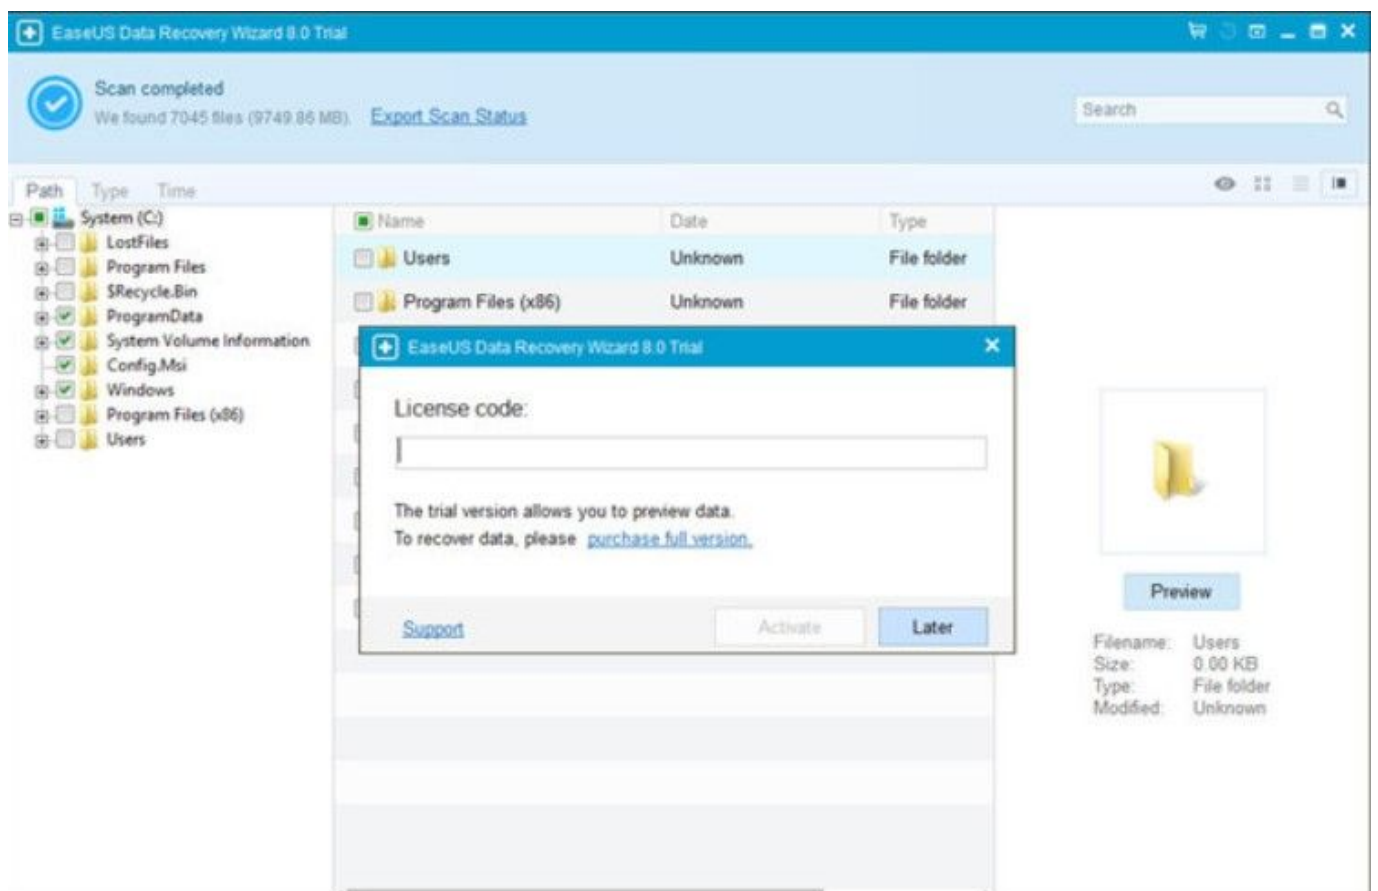 EaseUS Data Recovery Wizard 8.0 Trial
Scan completed
We found 7045 files (9749.86 MB). Export Scan Status
Search
Path Type Time
System (C:)
LostFiles
Program Files
$Recycle.Bin
ProgramData
System Volume Information
Config.Msi
Windows
Program Files (x86)
Users
Name Date Type
Users Unknown File folder
Program Files (x86) Unknown File folder
EaseUS Data Recovery Wizard 8.0 Trial
License code:
The trial version allows you to preview data.
To recover data, please purchase full version.
Support Activate Later
Preview
Filename: Users
Size: 0.00 KB
Type: File folder
Modified: Unknown